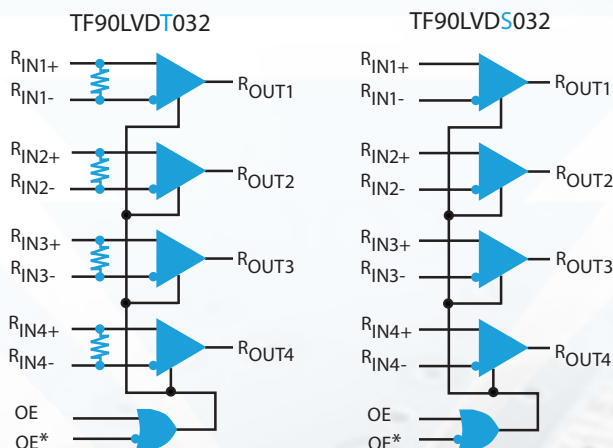 TF90LVDT032
RIN1+
RIN1-
ROUT1
RIN2+
RIN2-
ROUT2
RIN3+
RIN3-
ROUT3
RIN4+
RIN4-
ROUT4
OE
OE*
TF90LVDS032
RIN1+
RIN1-
ROUT1
RIN2+
RIN2-
ROUT2
RIN3+
RIN3-
ROUT3
RIN4+
RIN4-
ROUT4
OE
OE*